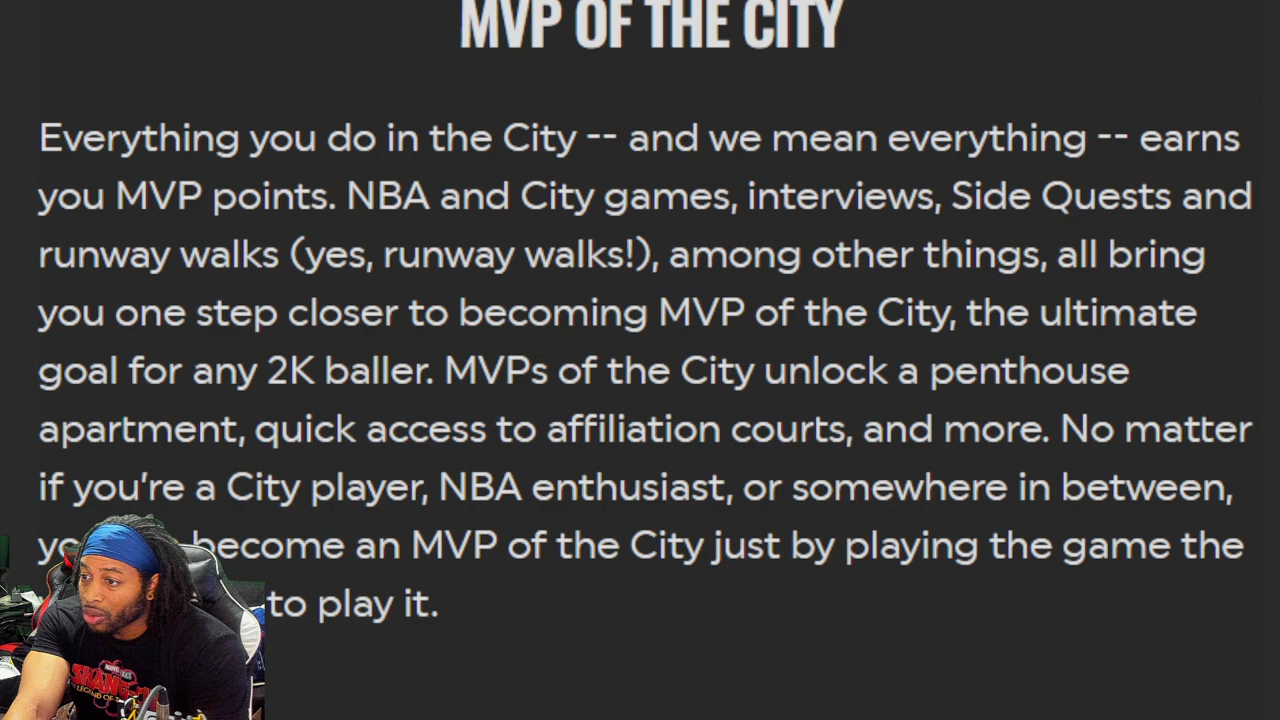 MVP OF THE CITY
Everything you do in the City -- and we mean everything -- earns
you MVP points. NBA and City games, interviews, Side Quests and
runway walks (yes, runway walks!), among other things, all bring
you one step closer to becoming MVP of the City, the ultimate
goal for any 2K baller. MVPs of the City unlock a penthouse
apartment, quick access to affiliation courts, and more. No matter
if you're a City player, NBA enthusiast, or somewhere in between,
become an MVP of the City just by playing the game the
to play it.
MARVEL STUDIOS
SHANG-
LEGEND OF